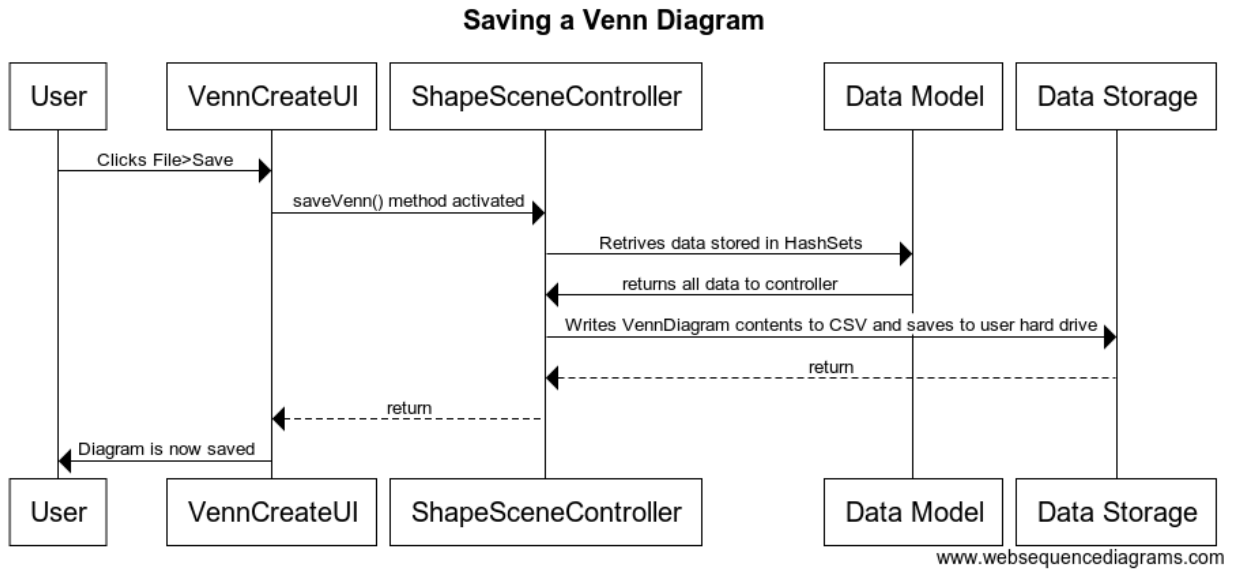 Saving a Venn Diagram
User VennCreateUI ShapeSceneController Data Model Data Storage
Clicks File>Save
saveVenn() method activated
Retrives data stored in HashSets
returns all data to controller
Writes VennDiagram contents to CSV and saves to user hard drive
return
return
Diagram is now saved
User VennCreateUI ShapeSceneController Data Model Data Storage
www.websequencediagrams.com